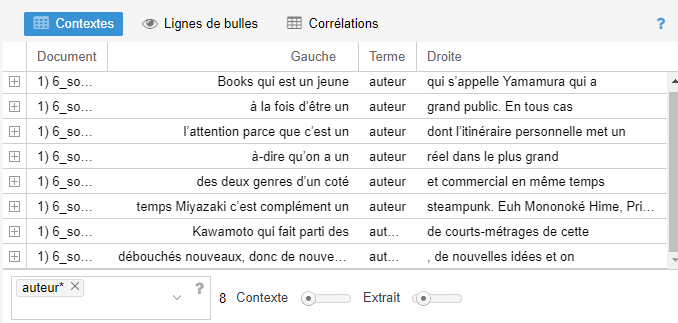 Contextes Lignes de bulles Corrélations ?
Document Gauche Terme Droite
1) 6_so… Books qui est un jeune auteur qui s'appelle Yamamura qui a
1) 6_so… à la fois d'être un auteur grand public. En tous cas
1) 6_so… l'attention parce que c'est un auteur dont l'itinéraire personnelle met un
1) 6_so… à-dire qu'on a un auteur réel dans le plus grand
1) 6_so… des deux genres d'un coté auteur et commercial en même temps
1) 6_so… temps Miyazaki c'est complément un auteur steampunk. Euh Mononoké Hime, Pri…
1) 6_so… Kawamoto qui fait parti des aut… de courts-métrages de cette
1) 6_so… débouchés nouveaux, donc de nouve… aut… , de nouvelles idées et on
auteur* ? 8 Contexte Extrait